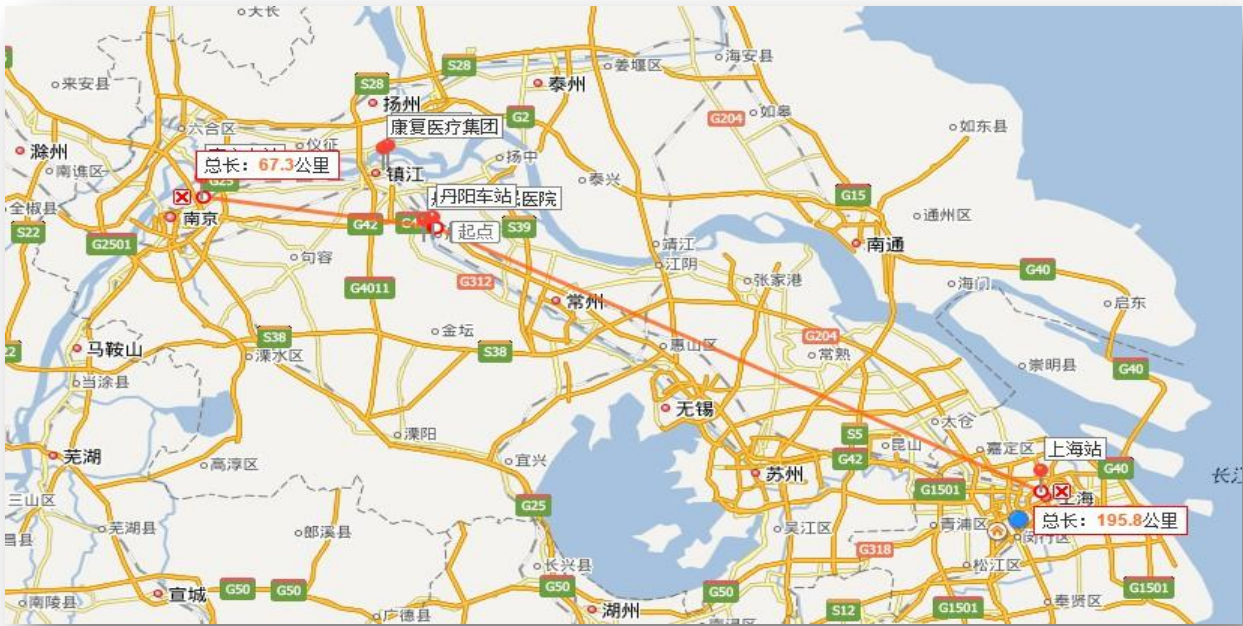 天长
海安县
S28
姜堰区
来安县
S28
泰州
扬州
G2
G204
如皋
康复医疗集团
如东县
六合区
仪征
滁州
扬中
总长：67.3公里
南谯区
镇江
泰兴
G25
丹阳车站
医院
G15
全椒县
南京
通州区
S22
G42
S39
起点
G2501
靖江
南通
句容
江阴
G40
G312
张家港
海门
G4011
常州
启东
金坛
G204
S38
马鞍山
惠山区
S38
常熟
溧水区
崇明县
G40
当涂县
无锡
太仓
溧阳
S5
昆山
嘉定区
上海站
芜湖
宜兴
G42
高淳区
苏州
G40
长江
G1501
三山区
G25
上海
总长：195.8公里
芜湖县
郎溪县
吴江区
青浦区
闵行区
昌县
G318
长兴县
松江区
G50
G50
G50
G50
G1501
宣城
南陵县
湖州
S12
G1501
奉贤区
广德县